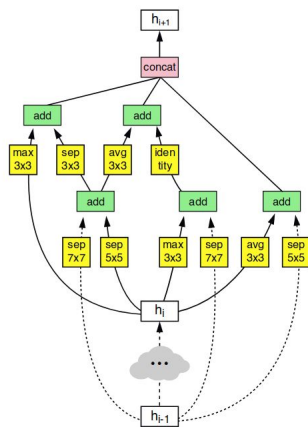 h_{i+1}
concat
add
add
max
3x3
sep
3x3
avg
3x3
iden
tity
add
add
add
sep
7x7
sep
5x5
max
3x3
sep
7x7
avg
3x3
sep
5x5
h_i
...
h_{i-1}